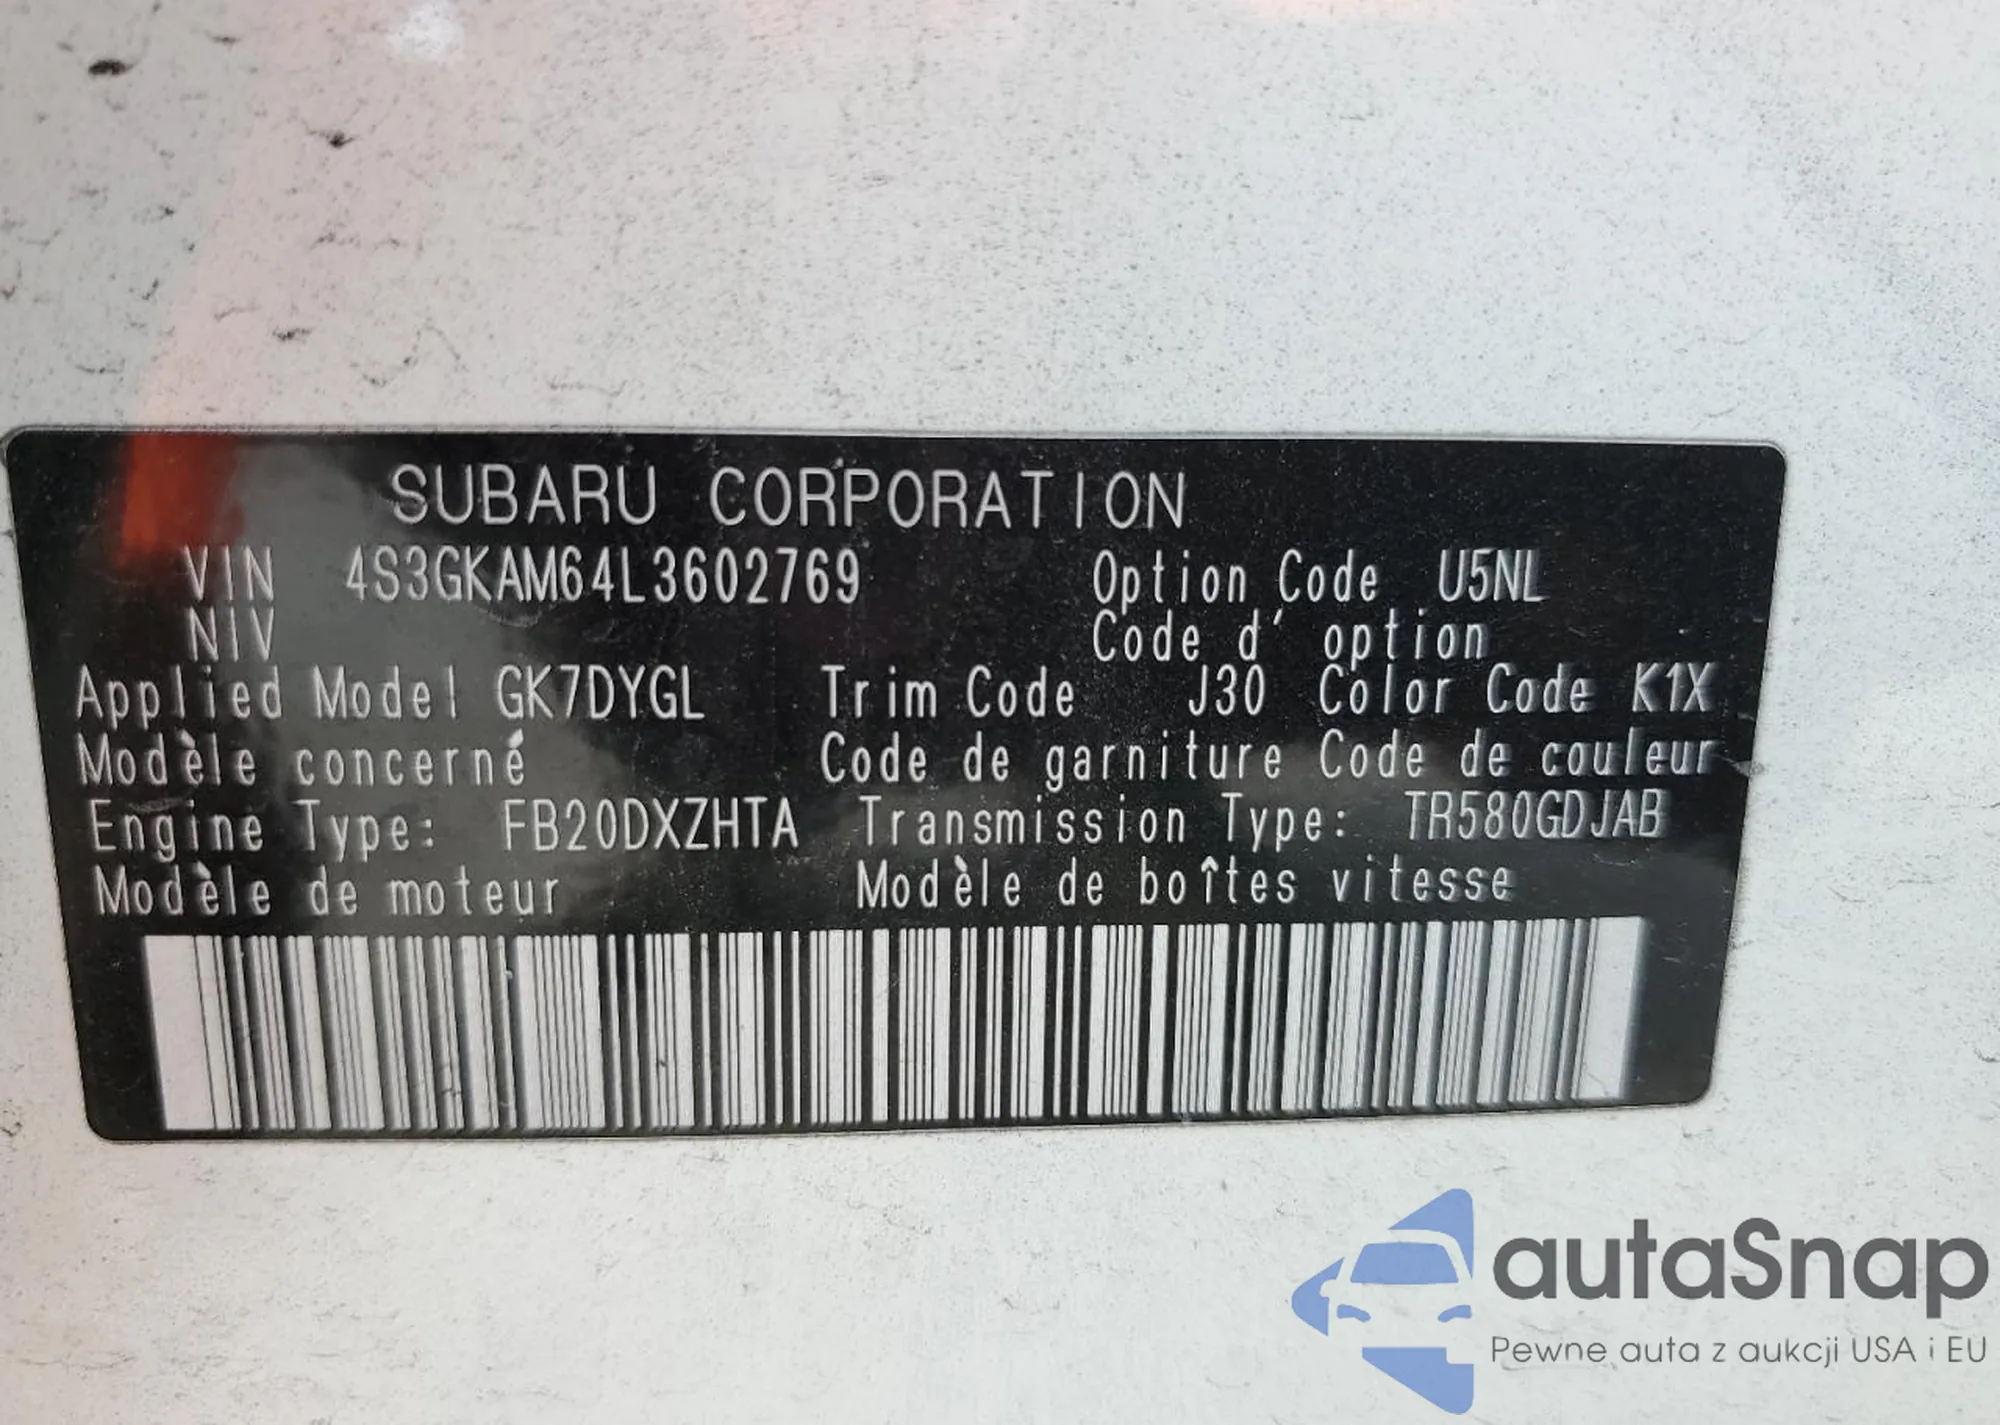 SUBARU CORPORATION
VIN 4S3GKAM64L3602769 Option Code U5NL
NIV Code d' option
Applied Model GK7DYGL Trim Code J30 Color Code K1X
Modèle concerné Code de garniture Code de couleur
Engine Type: FB20DXZHTA Transmission Type: TR580GDJAB
Modèle de moteur Modèle de boîtes vitesse
autaSnap
Pewne auta z aukcji USA i EU